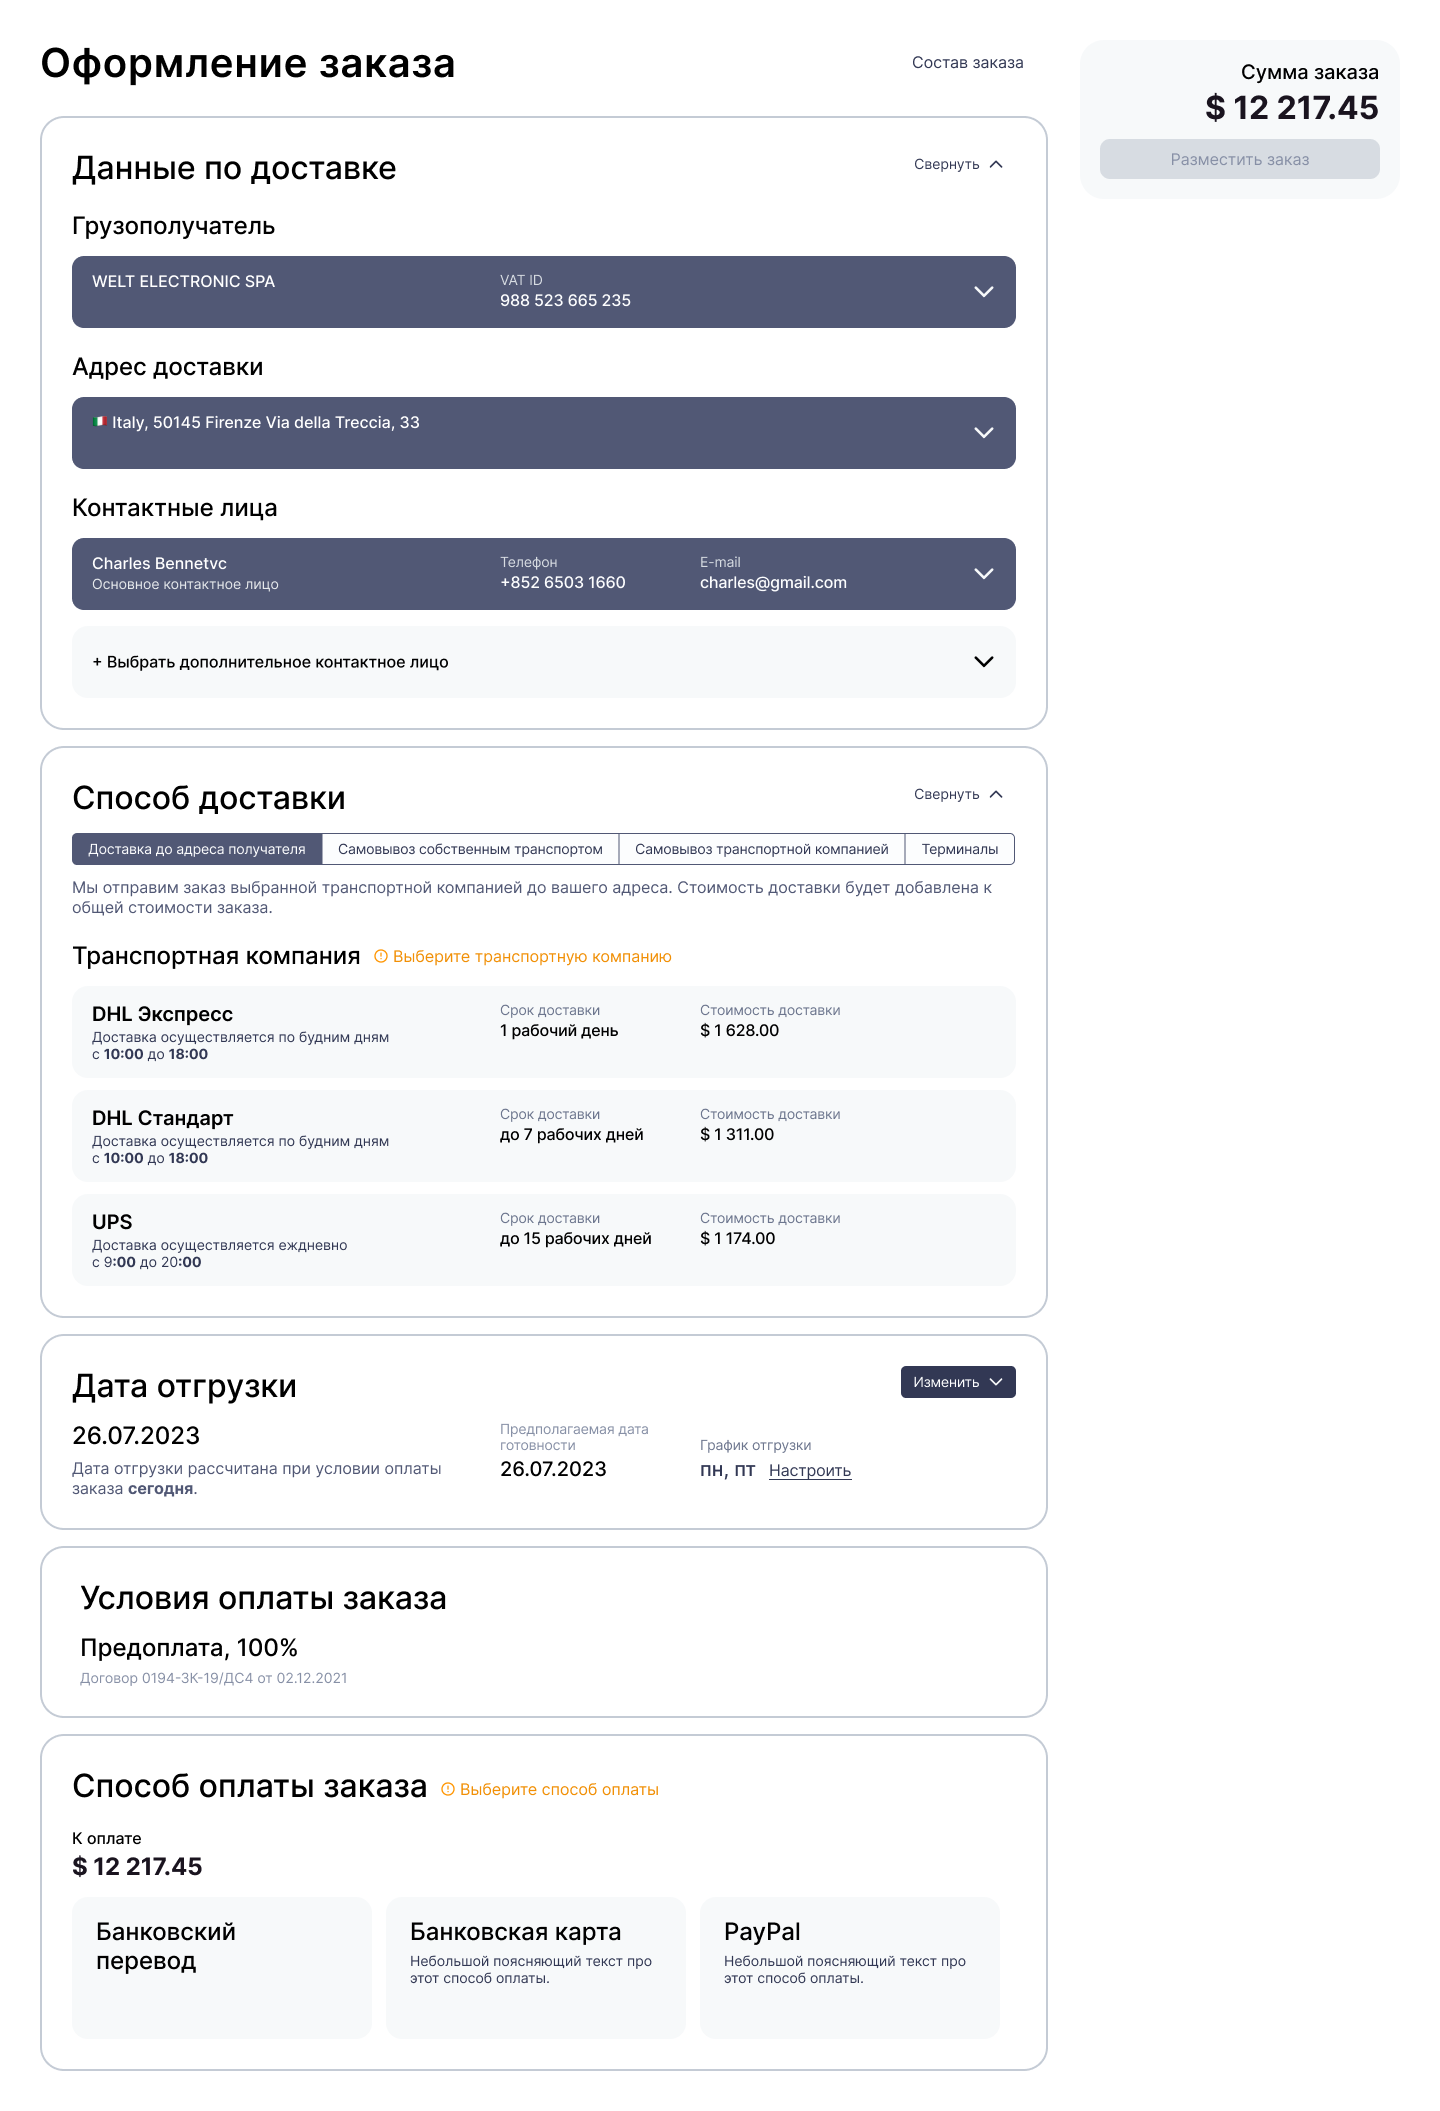 Оформление заказа
Состав заказа
Сумма заказа
$ 12 217.45
Разместить заказ
Данные по доставке
Свернуть
Грузополучатель
WELT ELECTRONIC SPA
VAT ID
988 523 665 235
Адрес доставки
Italy, 50145 Firenze Via della Treccia, 33
Контактные лица
Charles Bennetvc
Основное контактное лицо
Телефон
+852 6503 1660
E-mail
charles@gmail.com
+ Выбрать дополнительное контактное лицо
Способ доставки
Свернуть
Доставка до адреса получателя
Самовывоз собственным транспортом
Самовывоз транспортной компанией
Терминалы
Мы отправим заказ выбранной транспортной компанией до вашего адреса. Стоимость доставки будет добавлена к
общей стоимости заказа.
Транспортная компания
Выберите транспортную компанию
DHL Экспресс
Доставка осуществляется по будним дням
с 10:00 до 18:00
Срок доставки
1 рабочий день
Стоимость доставки
$ 1 628.00
DHL Стандарт
Доставка осуществляется по будним дням
с 10:00 до 18:00
Срок доставки
до 7 рабочих дней
Стоимость доставки
$ 1 311.00
UPS
Доставка осуществляется еждневно
с 9:00 до 20:00
Срок доставки
до 15 рабочих дней
Стоимость доставки
$ 1 174.00
Дата отгрузки
Изменить
26.07.2023
Дата отгрузки рассчитана при условии оплаты
заказа сегодня.
Предполагаемая дата
готовности
26.07.2023
График отгрузки
ПН, ПТ Настроить
Условия оплаты заказа
Предоплата, 100%
Договор 0194-ЗК-19/ДС4 от 02.12.2021
Способ оплаты заказа
Выберите способ оплаты
К оплате
$ 12 217.45
Банковский
перевод
Банковская карта
Небольшой поясняющий текст про
этот способ оплаты.
PayPal
Небольшой поясняющий текст про
этот способ оплаты.